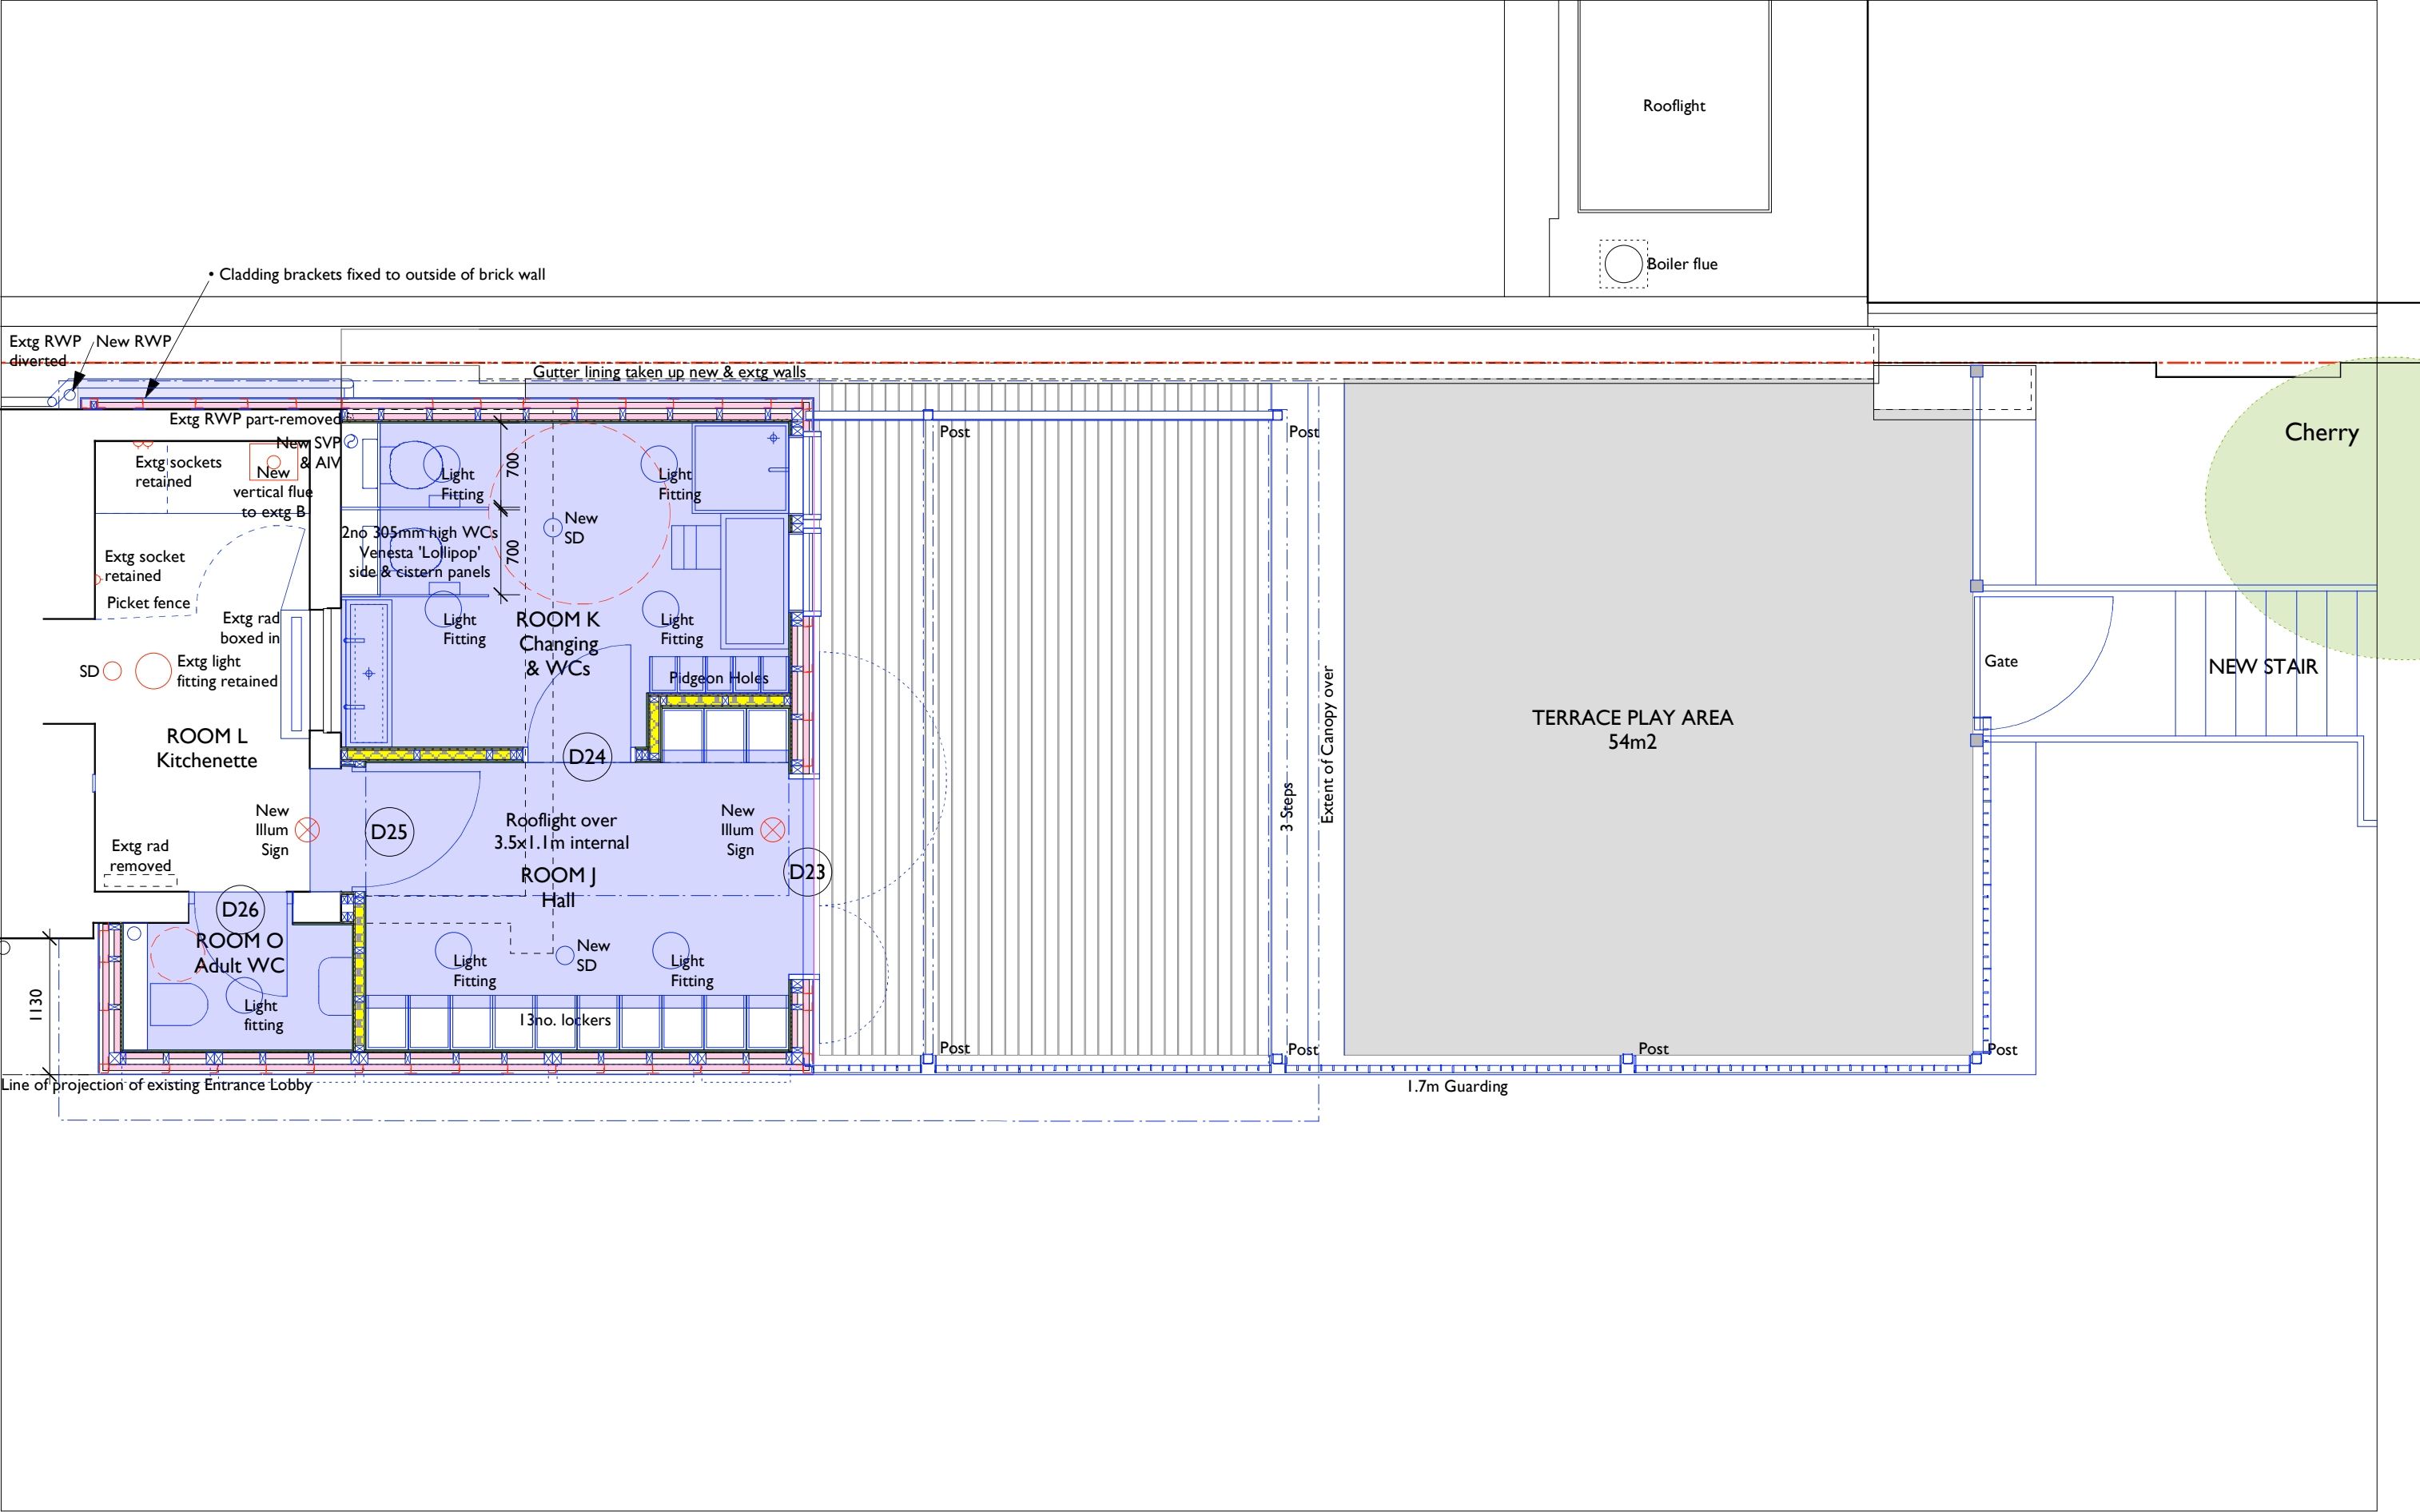 Rooflight
Boiler flue
• Cladding brackets fixed to outside of brick wall
Extg RWP
diverted
New RWP
Gutter lining taken up new & extg walls
Extg RWP part-removed
New SVP
& AIV
Extg sockets
retained
New
vertical flue
to extg B
Light
Fitting
700
Light
Fitting
Post
Post
Cherry
2no 305mm high WCs
Venesta 'Lollipop'
side & cistern panels
700
New
SD
Extg socket
retained
Picket fence
Extg rad
boxed in
Light
Fitting
ROOM K
Changing
& WCs
Light
Fitting
SD
Extg light
fitting retained
Pidgeon Holes
Gate
NEW STAIR
ROOM L
Kitchenette
D24
Extent of Canopy over
TERRACE PLAY AREA
54m2
New
Illum
Sign
D25
Rooflight over
3.5x1.1m internal
New
Illum
Sign
3 Steps
Extg rad
removed
ROOM J
Hall
D23
D26
ROOM O
Adult WC
Light
Fitting
New
SD
Light
Fitting
1130
Light
fitting
13no. lockers
Post
Post
Post
Post
Line of projection of existing Entrance Lobby
1.7m Guarding